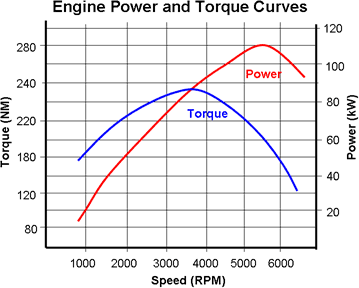 Engine Power and Torque Curves
Torque (NM)
280
240
220
180
120
80
Power
Torque
120
100
80
60
40
20
Power (kW)
1000 2000 3000 4000 5000 6000
Speed (RPM)